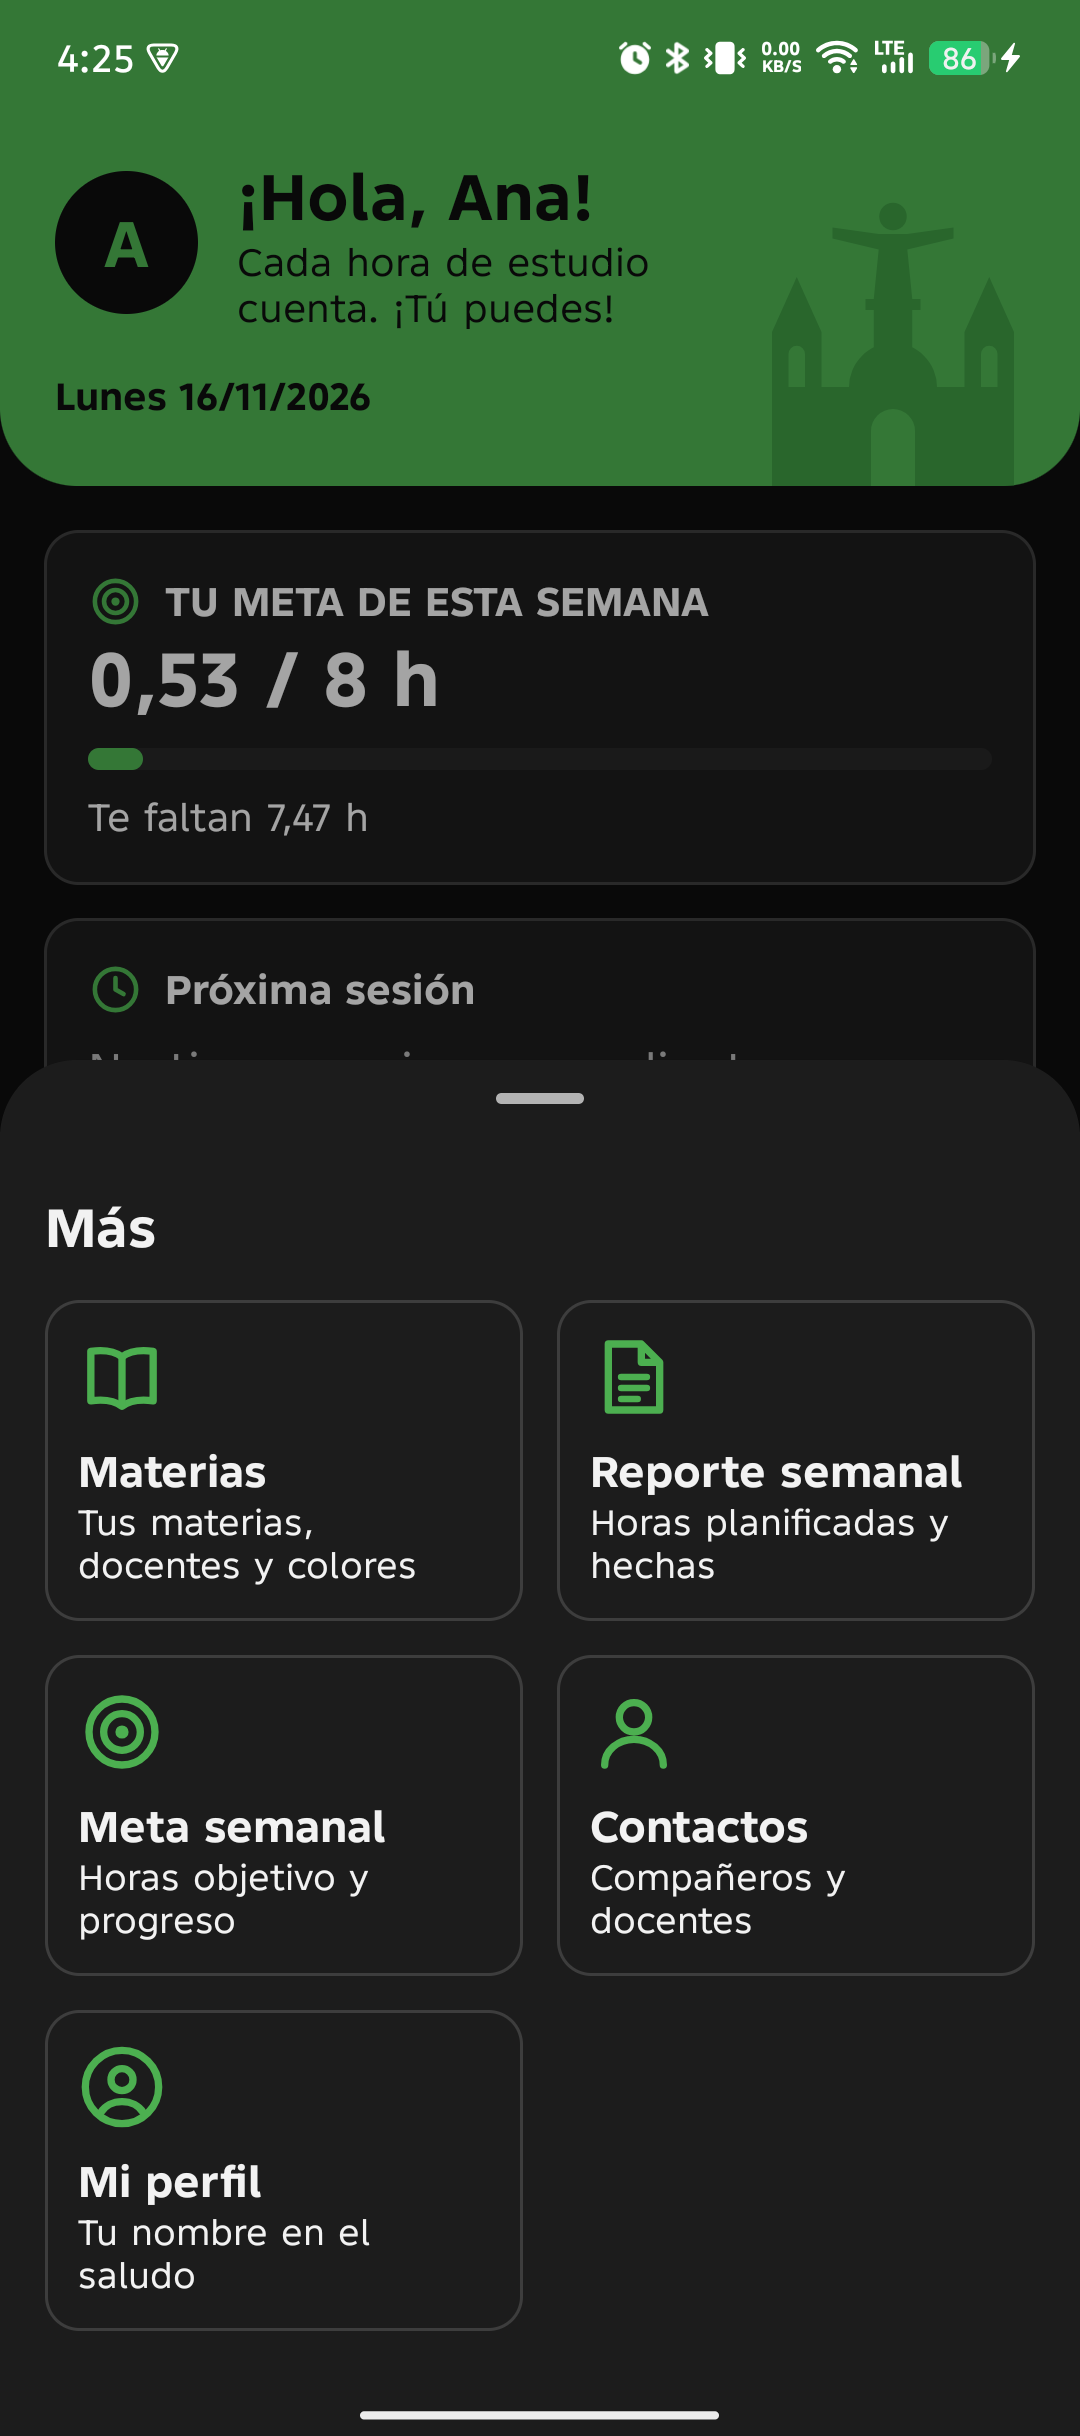 4:25
0.00
KB/S
LTE
86
A
¡Hola, Ana!
Cada hora de estudio
cuenta. ¡Tú puedes!
Lunes 16/11/2026
TU META DE ESTA SEMANA
0,53 / 8 h
Te faltan 7,47 h
Próxima sesión
Más
Materias
Tus materias,
docentes y colores
Reporte semanal
Horas planificadas y
hechas
Meta semanal
Horas objetivo y
progreso
Contactos
Compañeros y
docentes
Mi perfil
Tu nombre en el
saludo